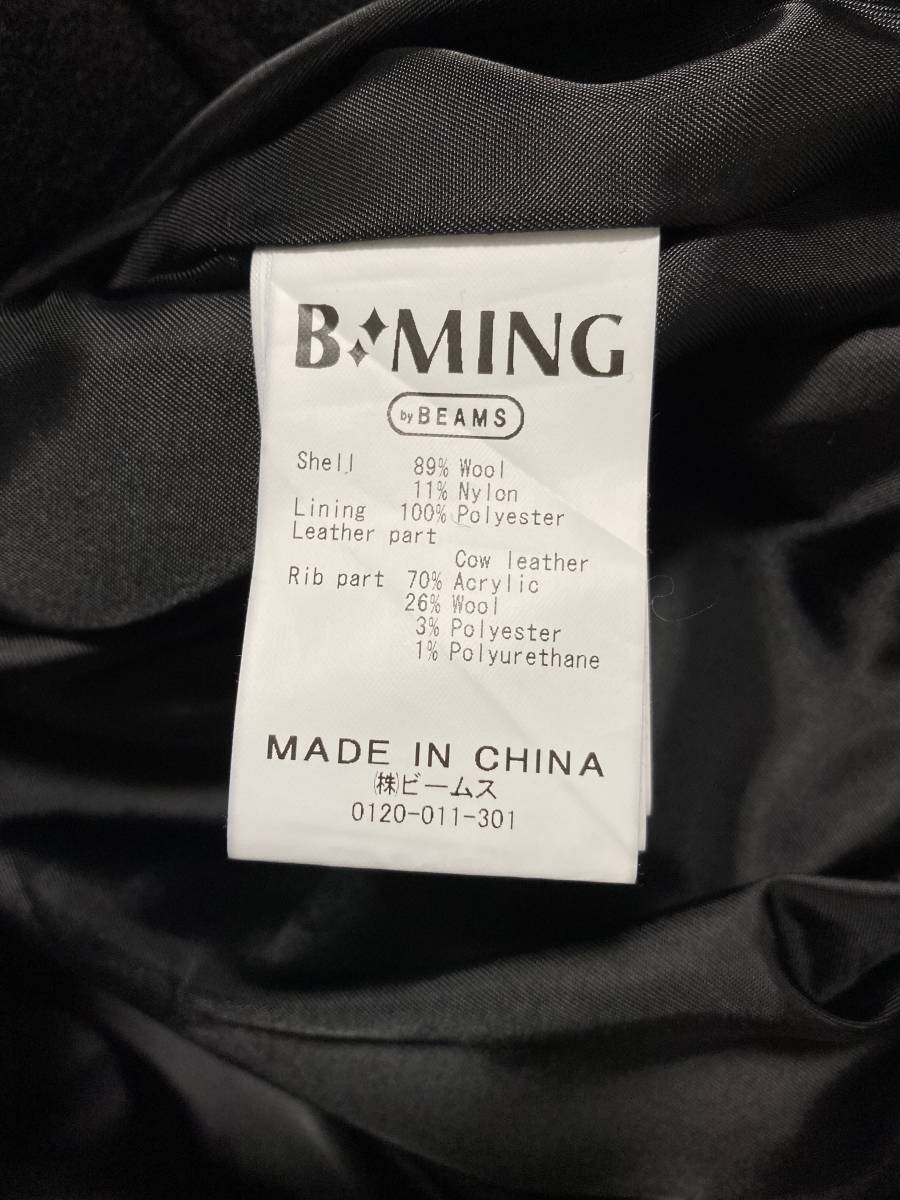 B MING
by BEAMS
Shell 89% Wool
11% Nylon
Lining 100% Polyester
Leather part
Cow leather
Rib part 70% Acrylic
26% Wool
3% Polyester
1% Polyurethane
MADE IN CHINA
㈱ビームス
0120-011-301